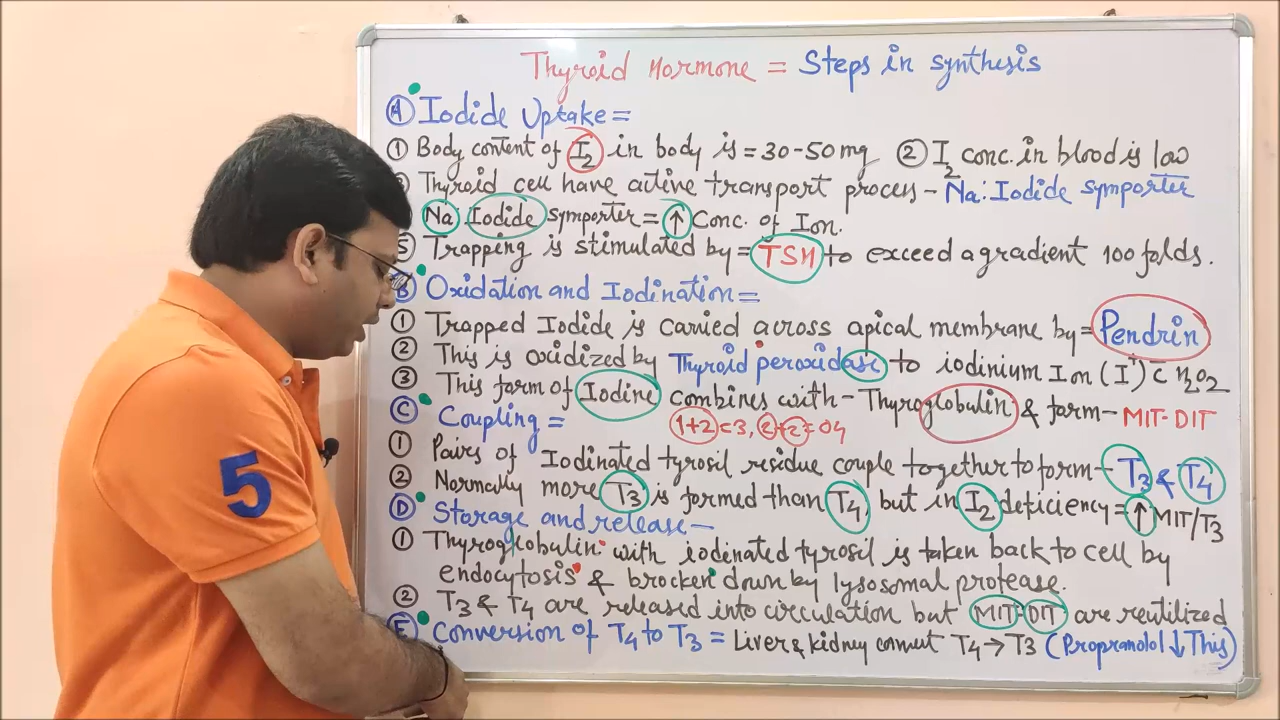 Thyroid Hormone = Steps in synthesis
Ⓐ Iodide Uptake =
① Body content of I2 in body is = 30-50 mg ② I2 conc. in blood is low
Thyroid cell have active transport proces - Na: Iodide symporter
Na: Iodide symporter = ↑ Conc. of Ion.
⑤ Trapping is stimulated by = TSH to exceed a gradient 100 folds.
Ⓑ Oxidation and Iodination =
① Trapped Iodide is caried across apical membrane by = Pendrin
② This is oxidized by Thyroid peroxidase to iodinium Ion (I+) c̄ H2O2
③ This form of Iodine combines with - Thyroglobulin & form - MIT-DIT
Ⓒ Coupling = 1+2=3, 2+2=04
① Pairs of Iodinated tyrosil residue couple together to form - T3 & T4
② Normally more T3 is formed than T4, but in I2 deficiency = ↑ MIT/T3
Ⓓ Storage and release -
① Thyroglobulin with iodinated tyrosil is taken back to cell by
endocytosis & brocken down by lysosomal protease.
② T3 & T4 are released into circulation but MIT-DIT are reutilized
Ⓔ Conversion of T4 to T3 = Liver & kidney convert T4 → T3 (Propranolol ↓ This)
5